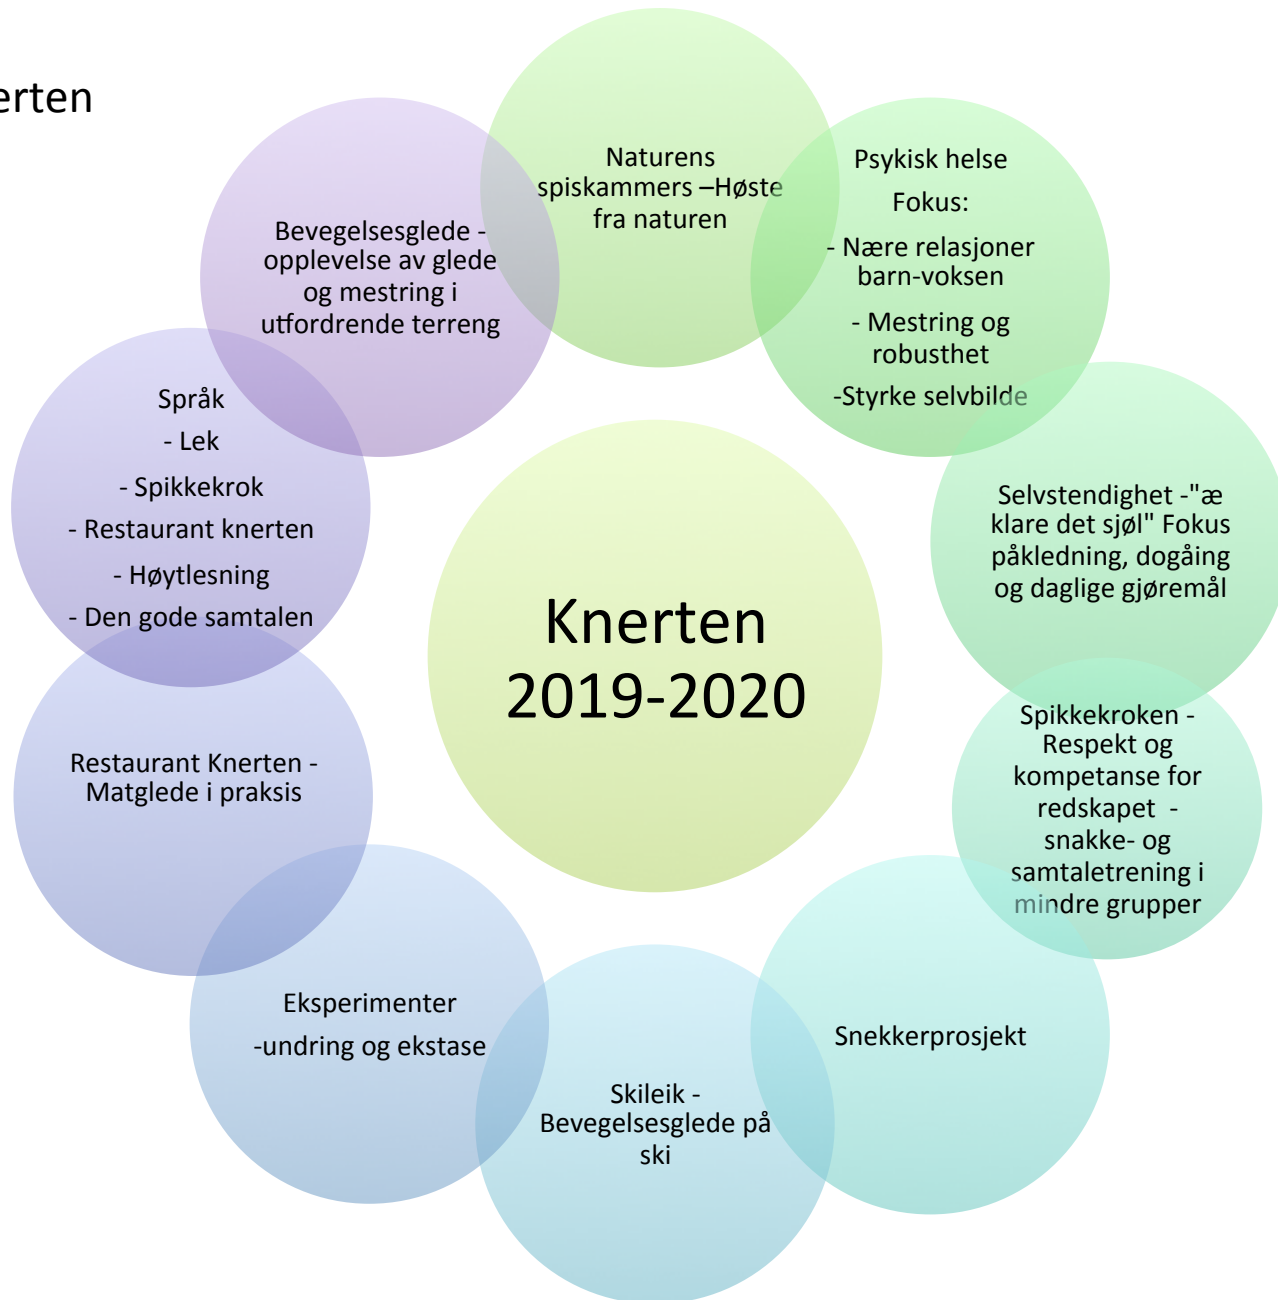 erten
Naturens
spiskammers –Høste
fra naturen
Psykisk helse
Fokus:
- Nære relasjoner
barn-voksen
- Mestring og
robusthet
-Styrke selvbilde
Selvstendighet -"æ
klare det sjøl" Fokus
påkledning, dogåing
og daglige gjøremål
Spikkekroken -
Respekt og
kompetanse for
redskapet -
snakke- og
samtaletrening i
mindre grupper
Snekkerprosjekt
Skileik -
Bevegelsesglede på
ski
Eksperimenter
-undring og ekstase
Restaurant Knerten -
Matglede i praksis
Språk
- Lek
- Spikkekrok
- Restaurant knerten
- Høytlesning
- Den gode samtalen
Bevegelsesglede -
opplevelse av glede
og mestring i
utfordrende terreng
Knerten
2019-2020